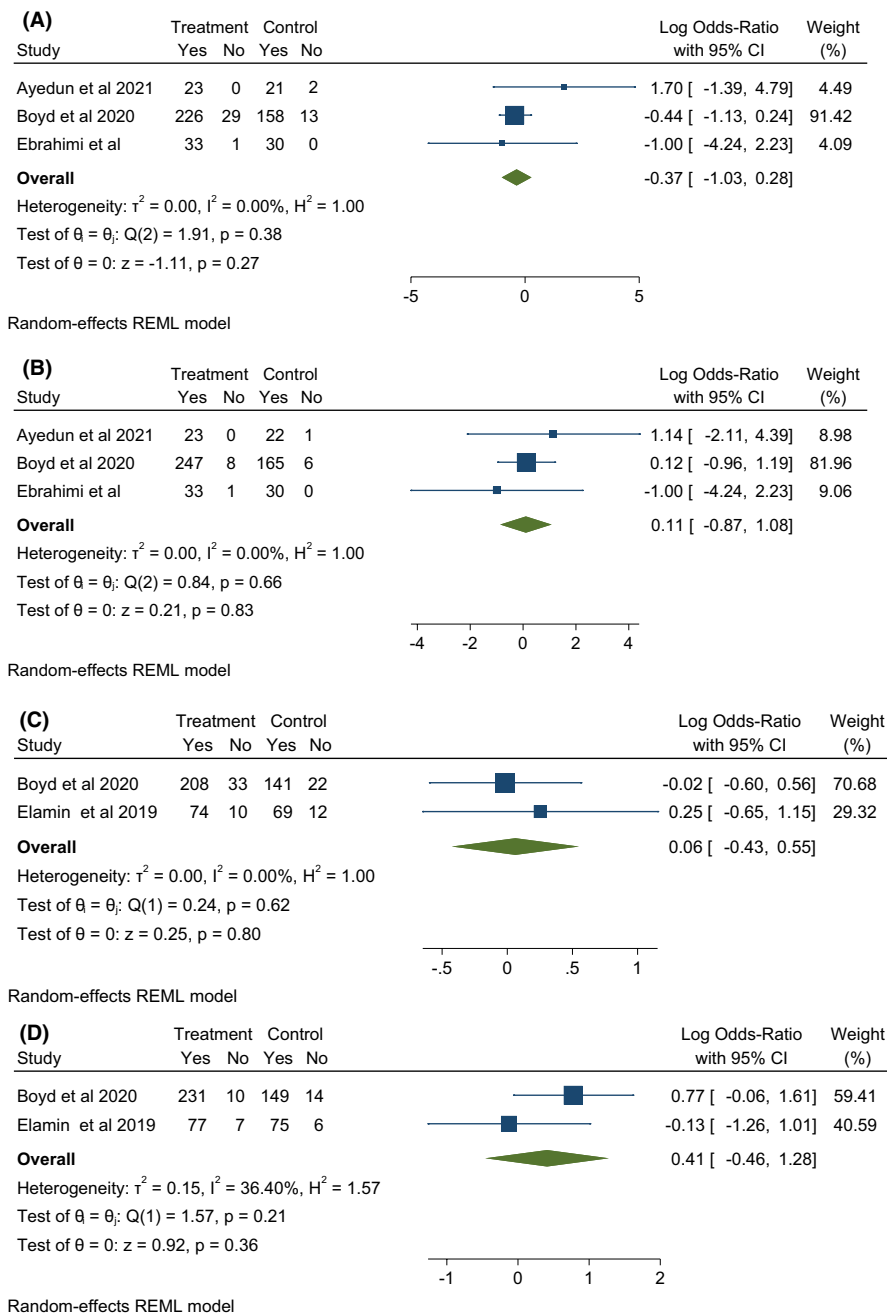 (A)
Treatment Control Log Odds-Ratio Weight
Study Yes No Yes No with 95% CI (%)
Ayedun et al 2021 23 0 21 2 1.70 [ -1.39, 4.79] 4.49
Boyd et al 2020 226 29 158 13 -0.44 [ -1.13, 0.24] 91.42
Ebrahimi et al 33 1 30 0 -1.00 [ -4.24, 2.23] 4.09
Overall -0.37 [ -1.03, 0.28]
Heterogeneity: τ² = 0.00, I² = 0.00%, H² = 1.00
Test of θᵢ = θⱼ: Q(2) = 1.91, p = 0.38
Test of θ = 0: z = -1.11, p = 0.27
-5 0 5
Random-effects REML model
(B)
Treatment Control Log Odds-Ratio Weight
Study Yes No Yes No with 95% CI (%)
Ayedun et al 2021 23 0 22 1 1.14 [ -2.11, 4.39] 8.98
Boyd et al 2020 247 8 165 6 0.12 [ -0.96, 1.19] 81.96
Ebrahimi et al 33 1 30 0 -1.00 [ -4.24, 2.23] 9.06
Overall 0.11 [ -0.87, 1.08]
Heterogeneity: τ² = 0.00, I² = 0.00%, H² = 1.00
Test of θᵢ = θⱼ: Q(2) = 0.84, p = 0.66
Test of θ = 0: z = 0.21, p = 0.83
-4 -2 0 2 4
Random-effects REML model
(C)
Treatment Control Log Odds-Ratio Weight
Study Yes No Yes No with 95% CI (%)
Boyd et al 2020 208 33 141 22 -0.02 [ -0.60, 0.56] 70.68
Elamin et al 2019 74 10 69 12 0.25 [ -0.65, 1.15] 29.32
Overall 0.06 [ -0.43, 0.55]
Heterogeneity: τ² = 0.00, I² = 0.00%, H² = 1.00
Test of θᵢ = θⱼ: Q(1) = 0.24, p = 0.62
Test of θ = 0: z = 0.25, p = 0.80
-.5 0 .5 1
Random-effects REML model
(D)
Treatment Control Log Odds-Ratio Weight
Study Yes No Yes No with 95% CI (%)
Boyd et al 2020 231 10 149 14 0.77 [ -0.06, 1.61] 59.41
Elamin et al 2019 77 7 75 6 -0.13 [ -1.26, 1.01] 40.59
Overall 0.41 [ -0.46, 1.28]
Heterogeneity: τ² = 0.15, I² = 36.40%, H² = 1.57
Test of θᵢ = θⱼ: Q(1) = 1.57, p = 0.21
Test of θ = 0: z = 0.92, p = 0.36
-1 0 1 2
Random-effects REML model